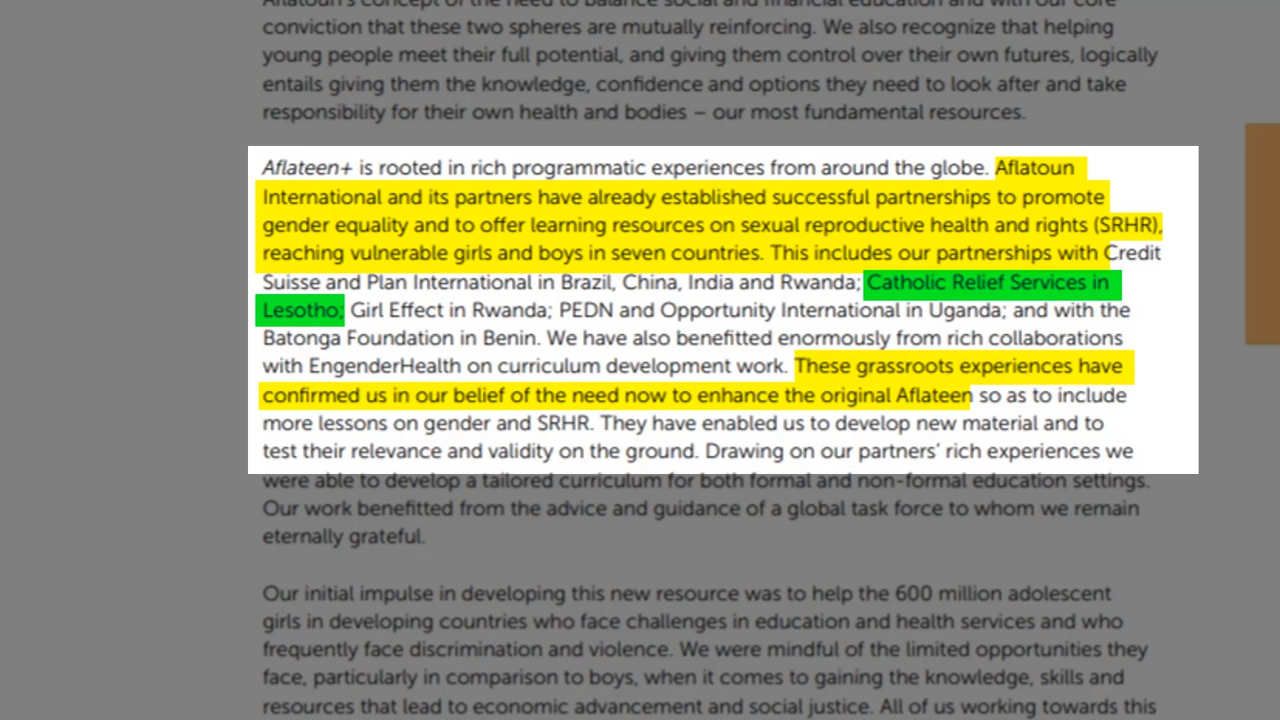 Aflatoun's concept of the need to balance social and financial education and with our core
conviction that these two spheres are mutually reinforcing. We also recognize that helping
young people meet their full potential, and giving them control over their own futures, logically
entails giving them the knowledge, confidence and options they need to look after and take
responsibility for their own health and bodies – our most fundamental resources.
Aflateen+ is rooted in rich programmatic experiences from around the globe. Aflatoun
International and its partners have already established successful partnerships to promote
gender equality and to offer learning resources on sexual reproductive health and rights (SRHR),
reaching vulnerable girls and boys in seven countries. This includes our partnerships with Credit
Suisse and Plan International in Brazil, China, India and Rwanda; Catholic Relief Services in
Lesotho; Girl Effect in Rwanda; PEDN and Opportunity International in Uganda; and with the
Batonga Foundation in Benin. We have also benefitted enormously from rich collaborations
with EngenderHealth on curriculum development work. These grassroots experiences have
confirmed us in our belief of the need now to enhance the original Aflateen so as to include
more lessons on gender and SRHR. They have enabled us to develop new material and to
test their relevance and validity on the ground. Drawing on our partners' rich experiences we
were able to develop a tailored curriculum for both formal and non-formal education settings.
Our work benefitted from the advice and guidance of a global task force to whom we remain
eternally grateful.
Our initial impulse in developing this new resource was to help the 600 million adolescent
girls in developing countries who face challenges in education and health services and who
frequently face discrimination and violence. We were mindful of the limited opportunities they
face, particularly in comparison to boys, when it comes to gaining the knowledge, skills and
resources that lead to economic advancement and social justice. All of us working towards this